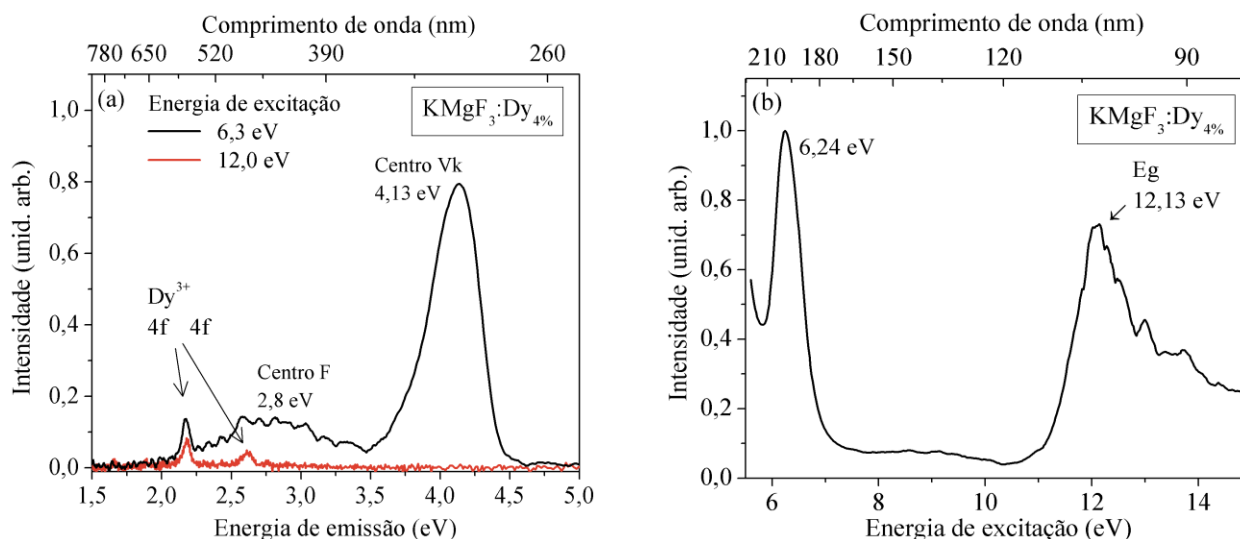 Comprimento de onda (nm)
780 650 520 390 260
(a)
Energia de excitação
6,3 eV
12,0 eV
KMgF₃:Dy₄%
Centro Vk
4,13 eV
Dy³⁺
4f 4f
Centro F
2,8 eV
Intensidade (unid. arb.)
1,0
0,8
0,6
0,4
0,2
0,0
1,5 2,0 2,5 3,0 3,5 4,0 4,5 5,0
Energia de emissão (eV)
Comprimento de onda (nm)
210 180 150 120 90
(b)
KMgF₃:Dy₄%
6,24 eV
Eg
12,13 eV
Intensidade (unid. arb.)
1,0
0,8
0,6
0,4
0,2
0,0
6 8 10 12 14
Energia de excitação (eV)